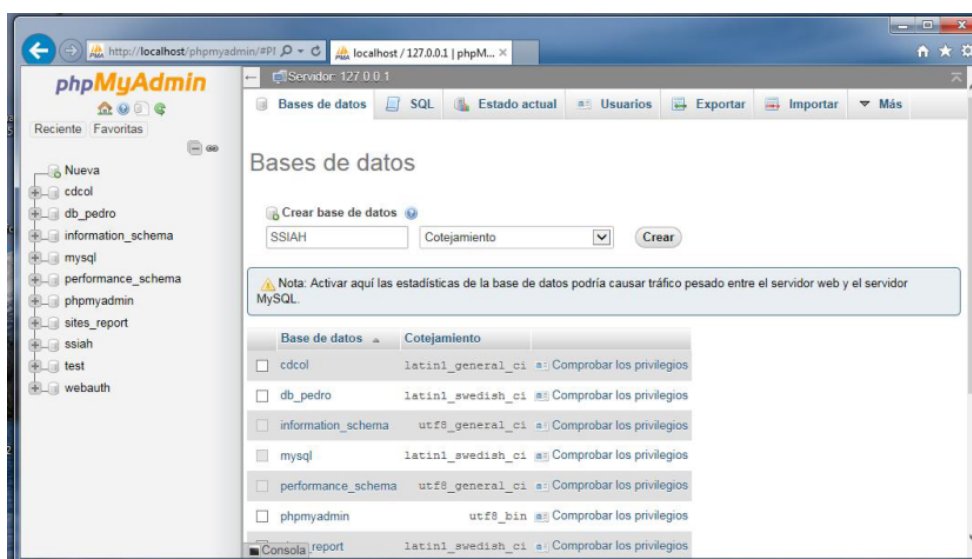 http://localhost/phpmyadmin/#PI
localhost / 127.0.0.1 | phpM...
phpMyAdmin
Reciente Favoritas
Nueva
cdcol
db_pedro
information_schema
mysql
performance_schema
phpmyadmin
sites_report
ssiah
test
webauth
Servidor: 127.0.0.1
Bases de datos SQL Estado actual Usuarios Exportar Importar Más
Bases de datos
Crear base de datos
SSIAH Cotejamiento Crear
Nota: Activar aquí las estadísticas de la base de datos podría causar tráfico pesado entre el servidor web y el servidor
MySQL.
Base de datos Cotejamiento
cdcol latin1_general_ci Comprobar los privilegios
db_pedro latin1_swedish_ci Comprobar los privilegios
information_schema utf8_general_ci Comprobar los privilegios
mysql latin1_swedish_ci Comprobar los privilegios
performance_schema utf8_general_ci Comprobar los privilegios
phpmyadmin utf8_bin Comprobar los privilegios
Consola _report latin1_swedish_ci Comprobar los privilegios